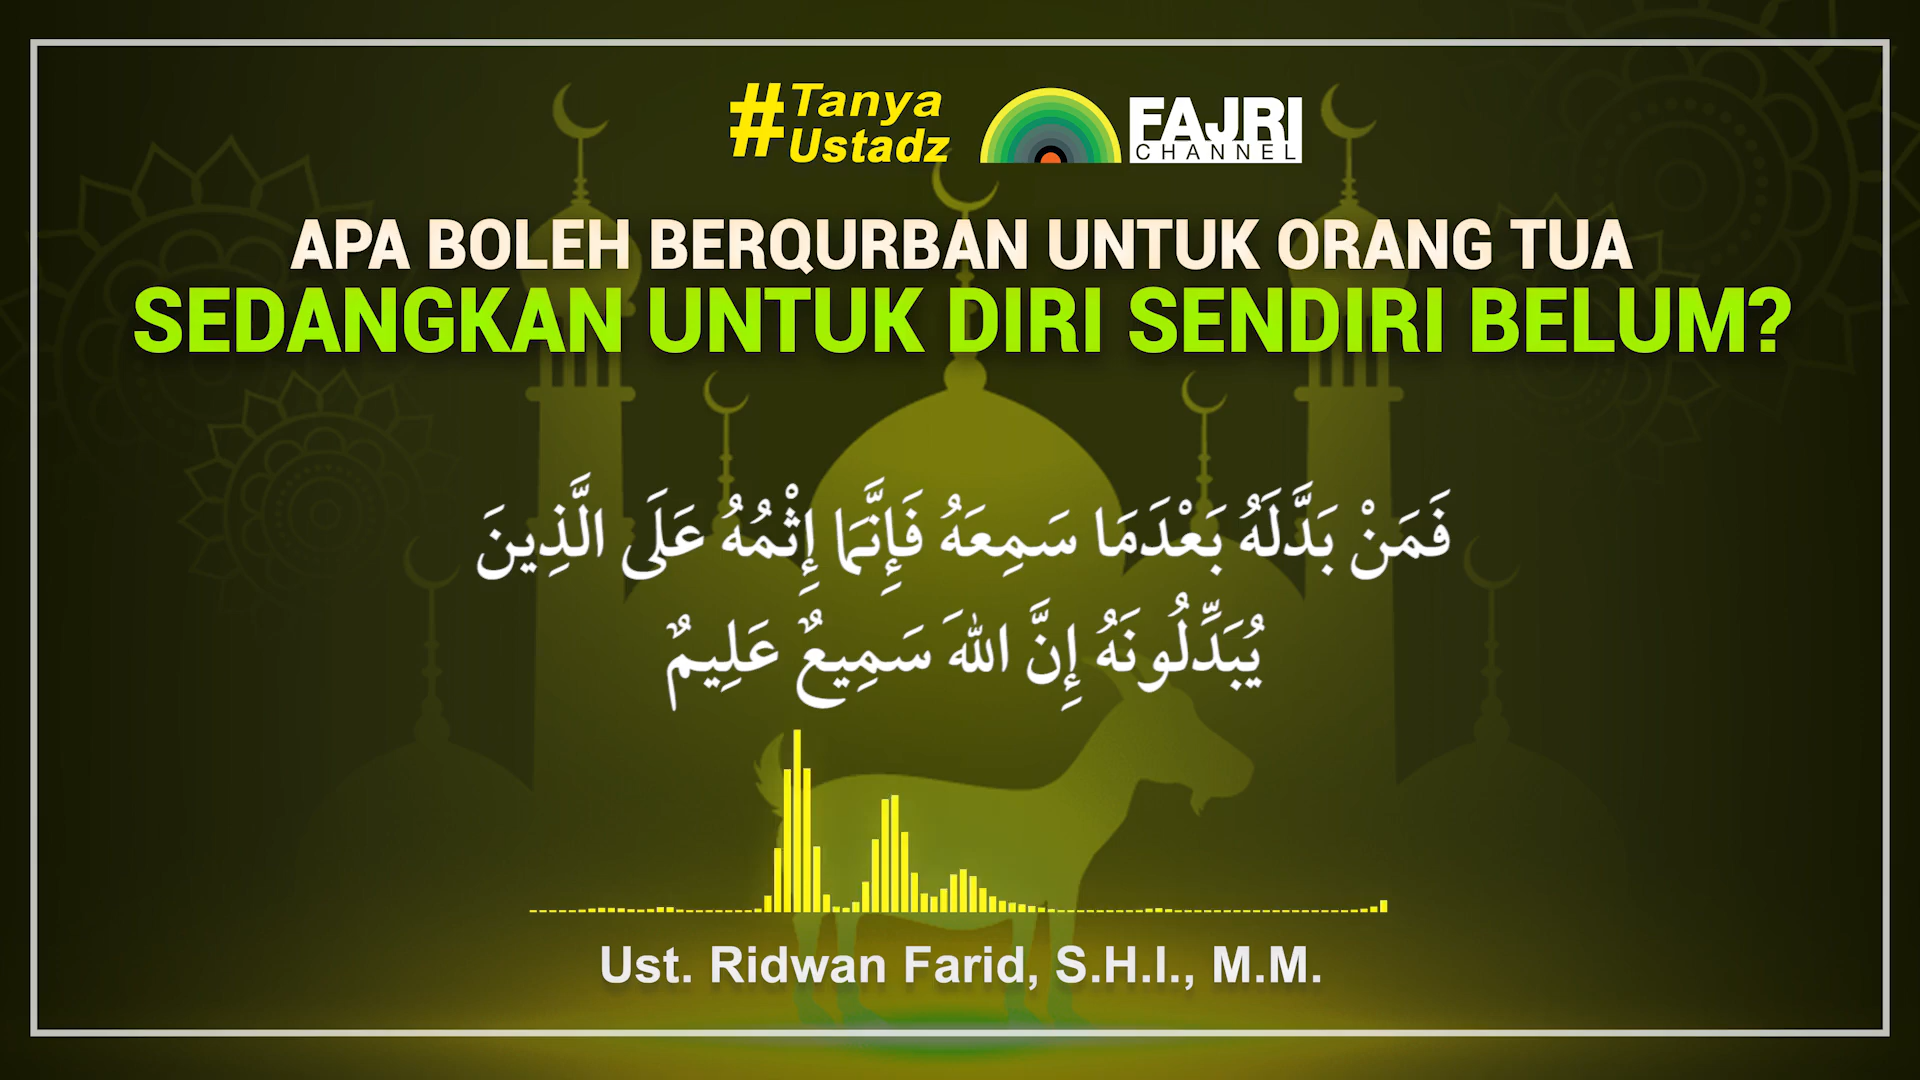 #Tanya
Ustadz
FAJRI
CHANNEL
APA BOLEH BERQURBAN UNTUK ORANG TUA
SEDANGKAN UNTUK DIRI SENDIRI BELUM?
فَمَنْ بَدَّلَهُ بَعْدَمَا سَمِعَهُ فَإِنَّمَا إِثْمُهُ عَلَى الَّذِينَ
يُبَدِّلُونَهُ إِنَّ اللهَ سَمِيعٌ عَلِيمٌ
Ust. Ridwan Farid, S.H.I., M.M.